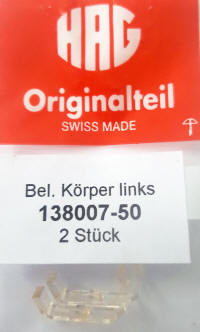 HAG
Originalteil
SWISS MADE
Bel. Körper links
138007-50
2 Stück